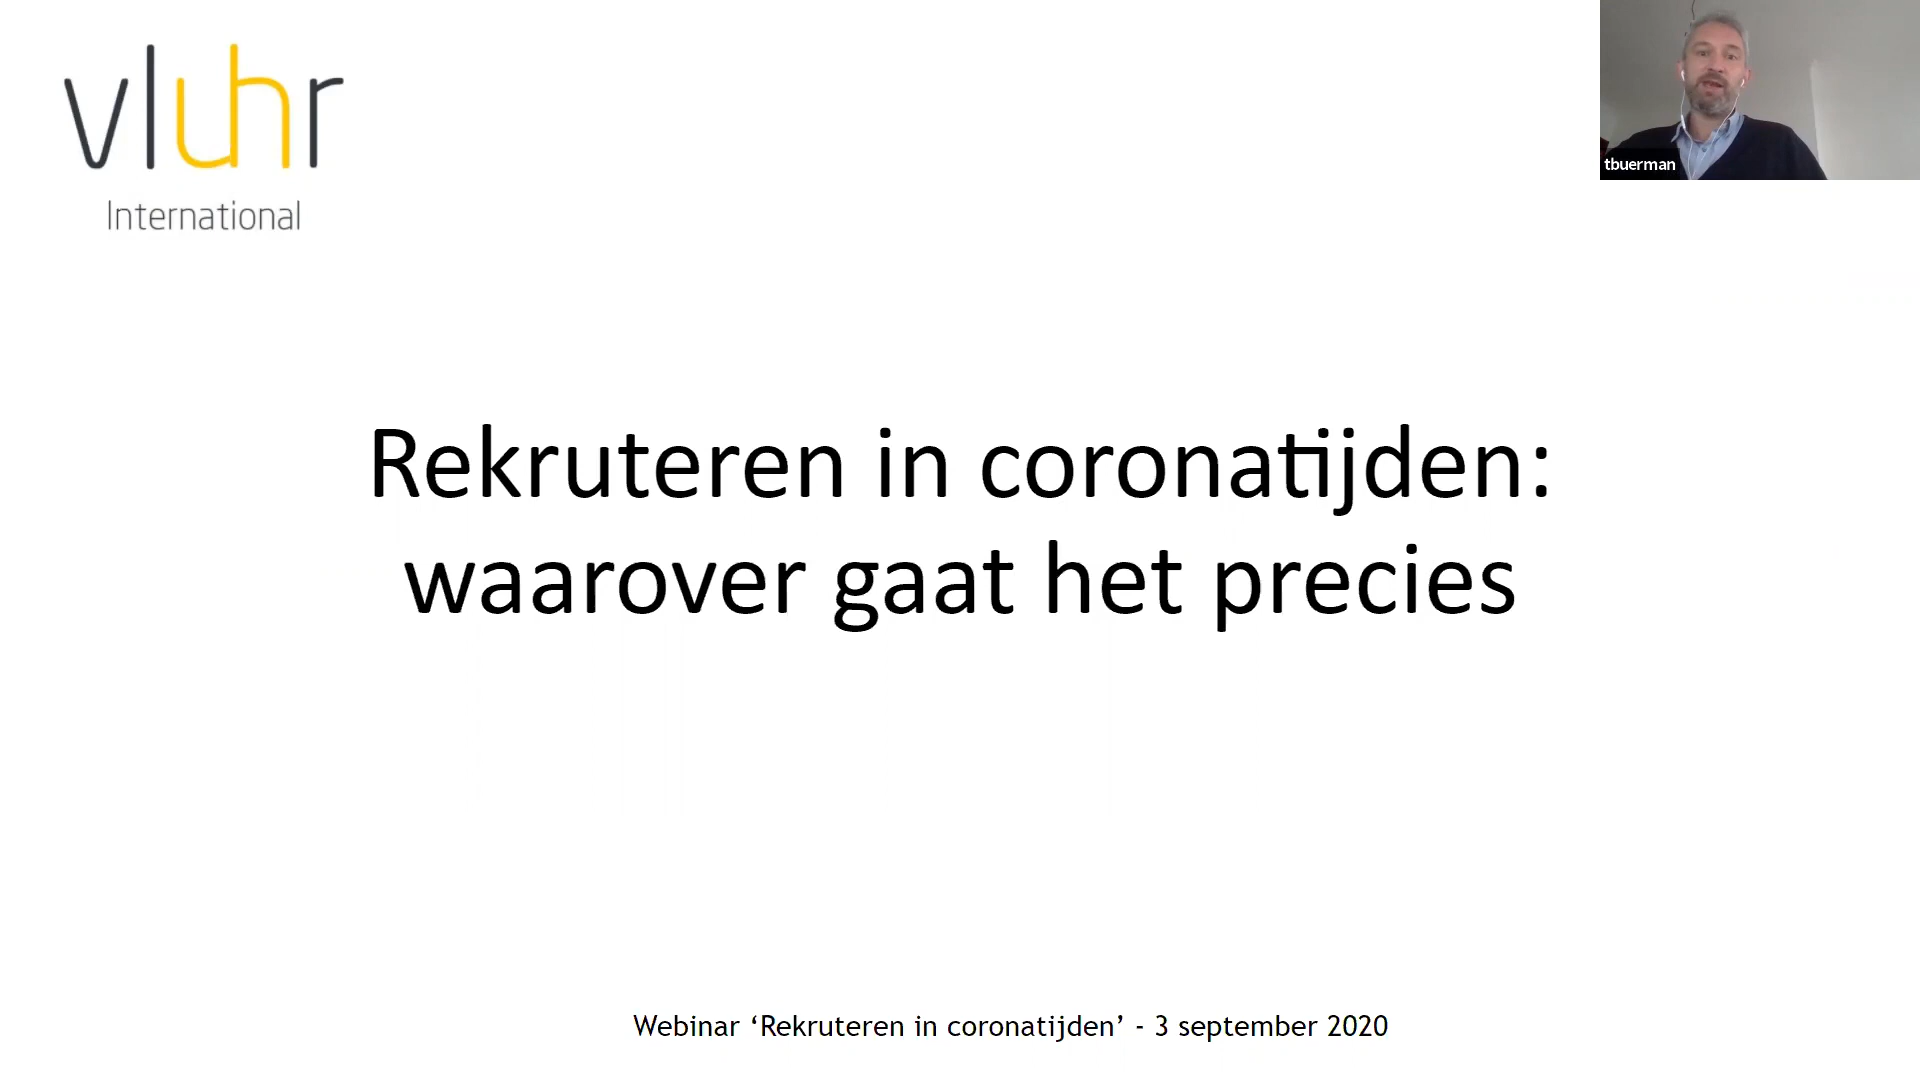 vluhr
International
tbuerman
Rekruteren in coronatijden:
waarover gaat het precies
Webinar ‘Rekruteren in coronatijden’ - 3 september 2020